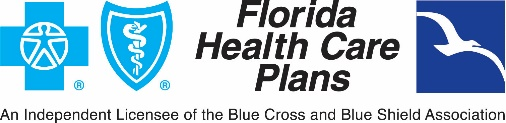 Florida
Health Care
Plans
® ®
An Independent Licensee of the Blue Cross and Blue Shield Association